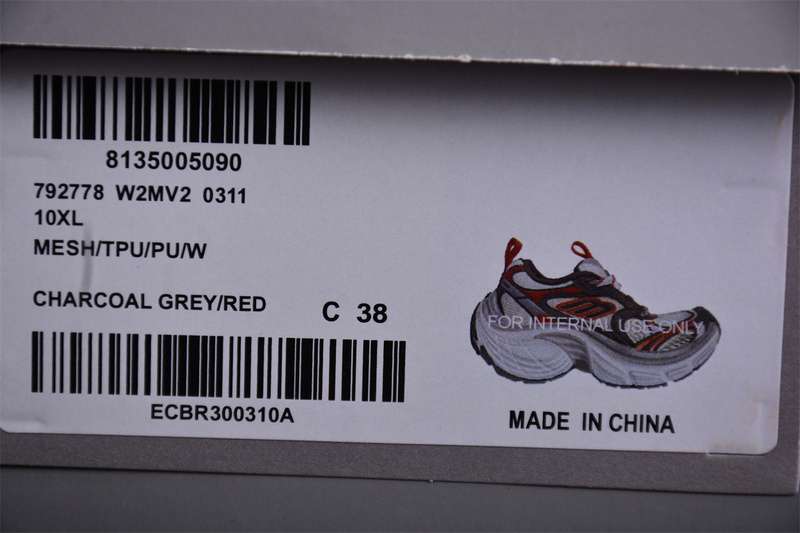 8135005090
792778 W2MV2 0311
10XL
MESH/TPU/PU/W
CHARCOAL GREY/RED C 38
FOR INTERNAL USE ONLY
ECBR300310A
MADE IN CHINA